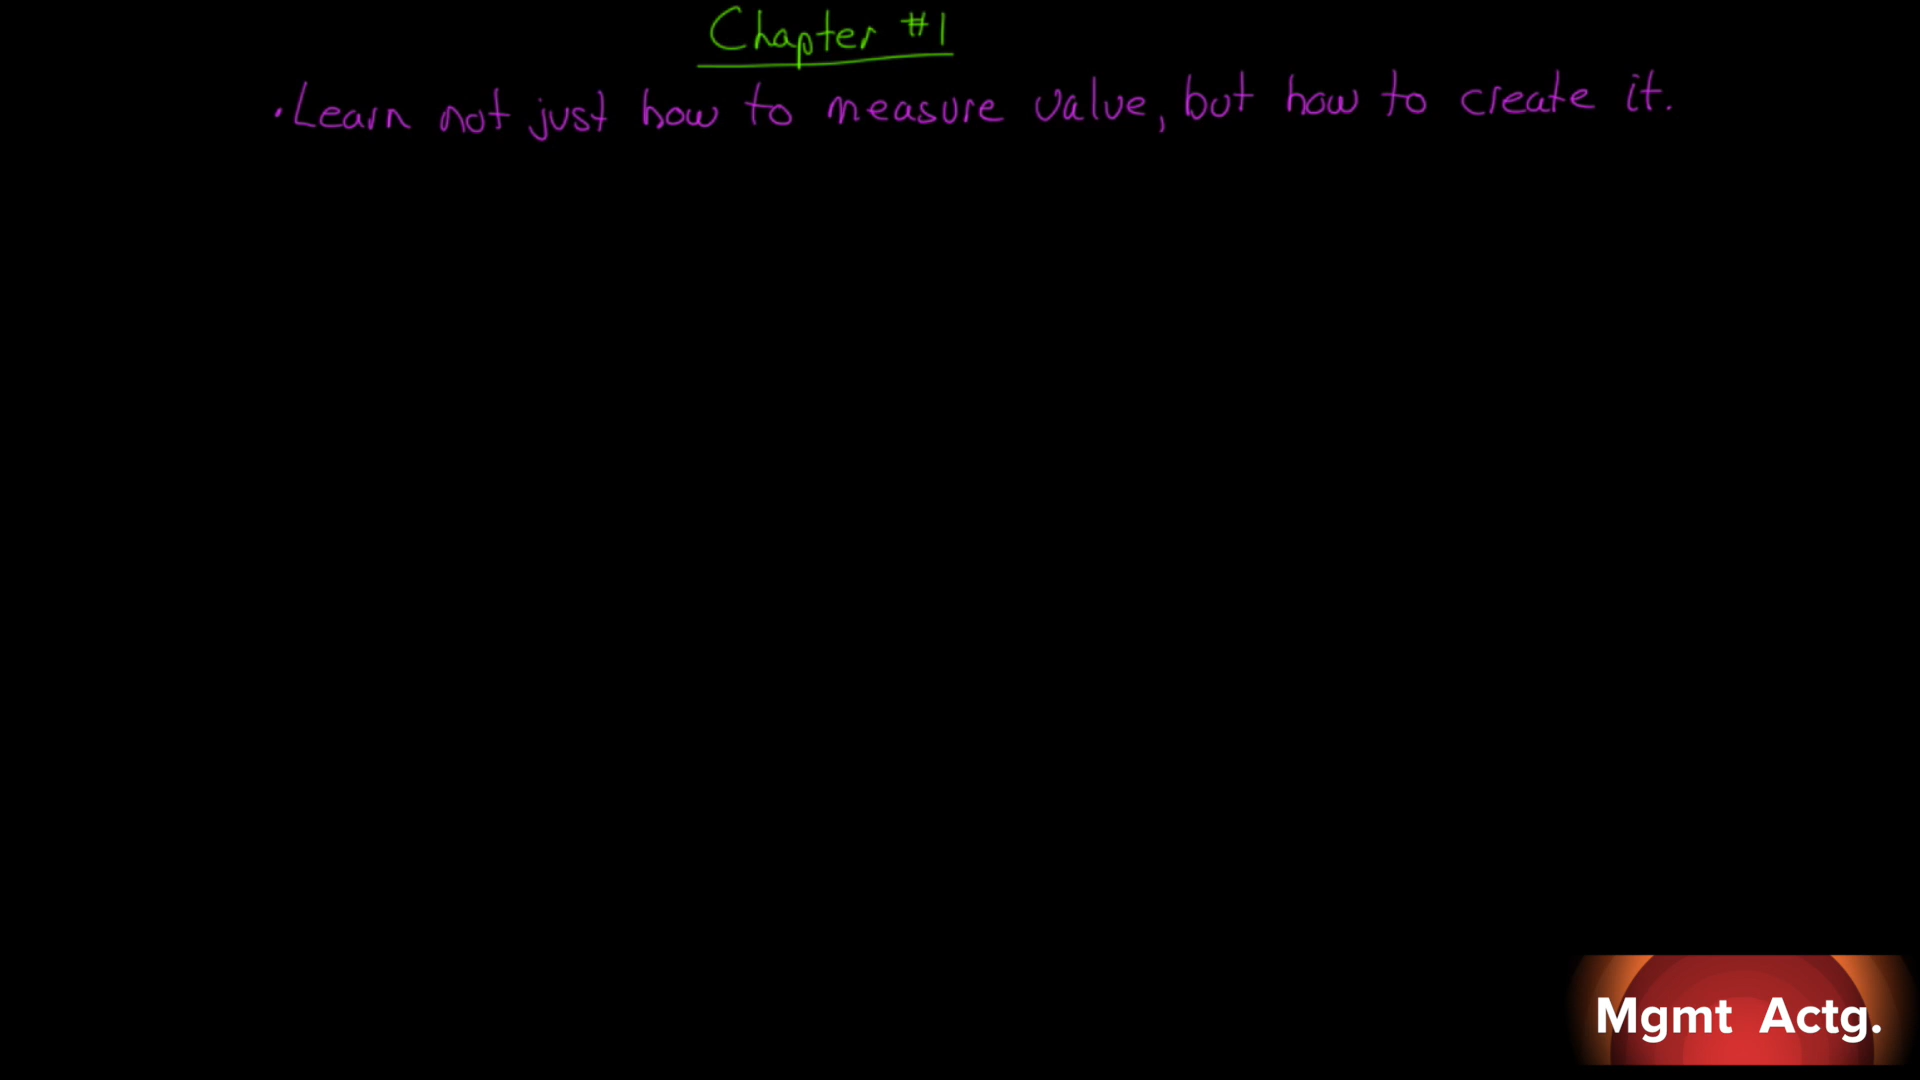 Chapter #1
• Learn not just how to measure value, but how to create it.
Mgmt Actg.